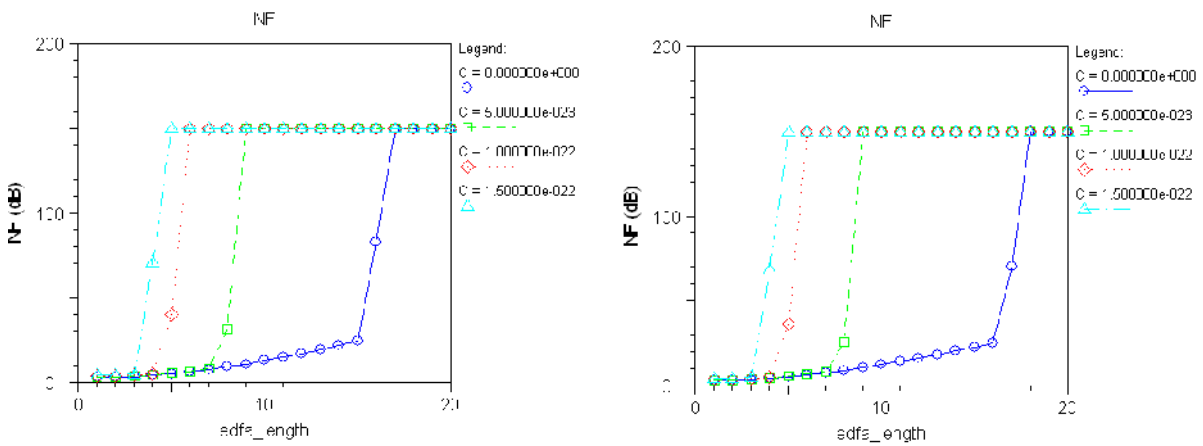 NF
200
Legend:
C = 0.000000e+000
C = 5.000000e-023
C = 1.000000e-022
C = 1.500000e-022
100
NF (dB)
0
0
10
20
edfa_length
NF
200
Legend:
C = 0.000000e+000
C = 5.000000e-023
C = 1.000000e-022
C = 1.500000e-022
100
NF (dB)
0
0
10
20
edfa_length